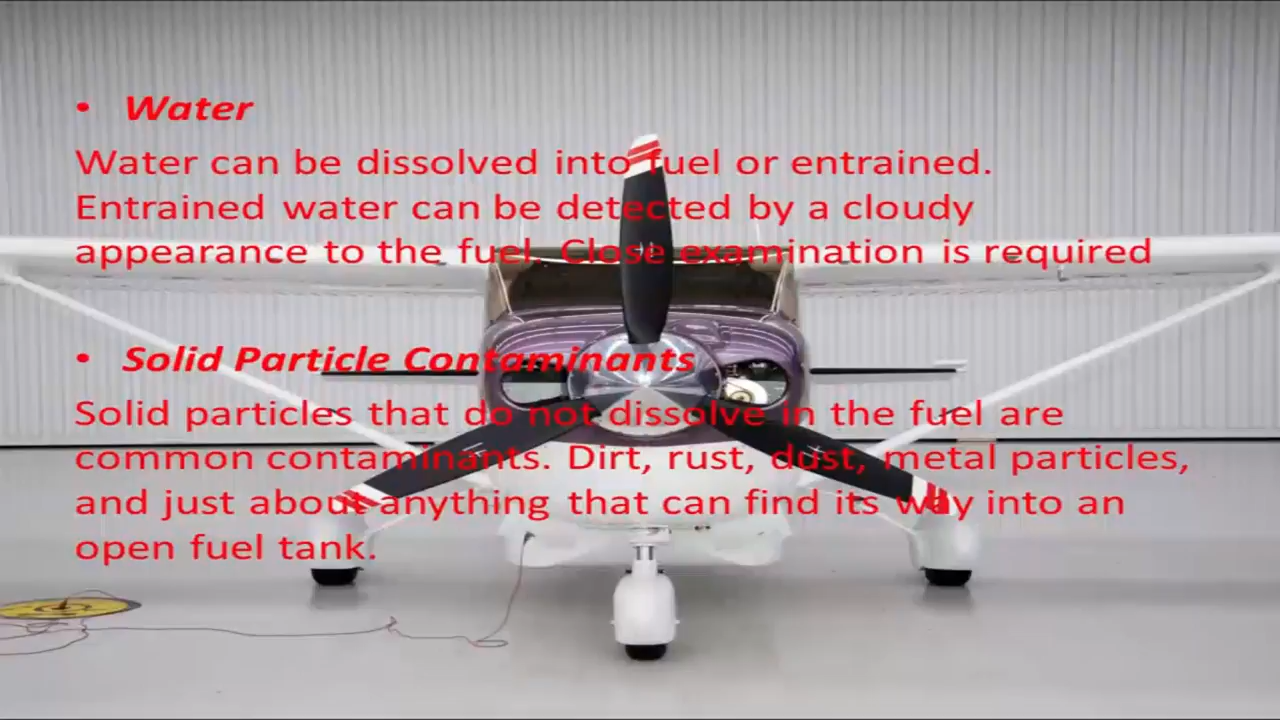 • Water
Water can be dissolved into fuel or entrained.
Entrained water can be detected by a cloudy
appearance to the fuel. Close examination is required
• Solid Particle Contaminants
Solid particles that do not dissolve in the fuel are
common contaminants. Dirt, rust, dust, metal particles,
and just about anything that can find its way into an
open fuel tank.